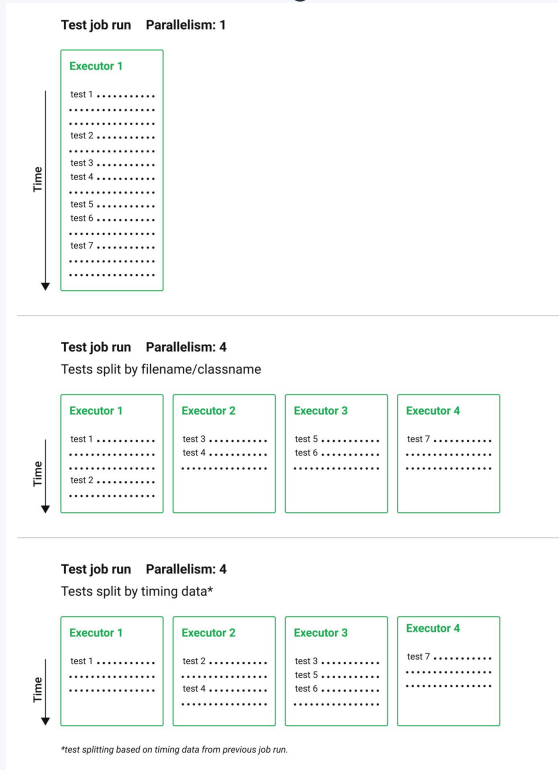 Test job run Parallelism: 1
Executor 1
test 1 ...........
................
................
test 2 ...........
................
test 3 ...........
test 4 ...........
................
test 5 ...........
test 6 ...........
................
test 7 ...........
................
................
Time
Test job run Parallelism: 4
Tests split by filename/classname
Executor 1
test 1 ...........
................
................
test 2 ...........
................
Executor 2
test 3 ...........
test 4 ...........
................
Executor 3
test 5 ...........
test 6 ...........
................
Executor 4
test 7 ...........
................
................
Time
Test job run Parallelism: 4
Tests split by timing data*
Executor 1
test 1 ...........
................
................
Executor 2
test 2 ...........
................
test 4 ...........
................
Executor 3
test 3 ...........
test 5 ...........
test 6 ...........
................
Executor 4
test 7 ...........
................
................
Time
*test splitting based on timing data from previous job run.